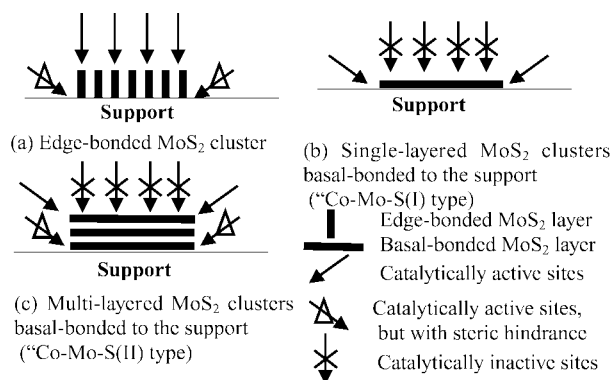 Support
(a) Edge-bonded MoS₂ cluster
Support
(b) Single-layered MoS₂ clusters
basal-bonded to the support
(“Co-Mo-S(I) type)
Support
(c) Multi-layered MoS₂ clusters
basal-bonded to the support
(“Co-Mo-S(II) type)
Edge-bonded MoS₂ layer
Basal-bonded MoS₂ layer
Catalytically active sites
Catalytically active sites,
but with steric hindrance
Catalytically inactive sites